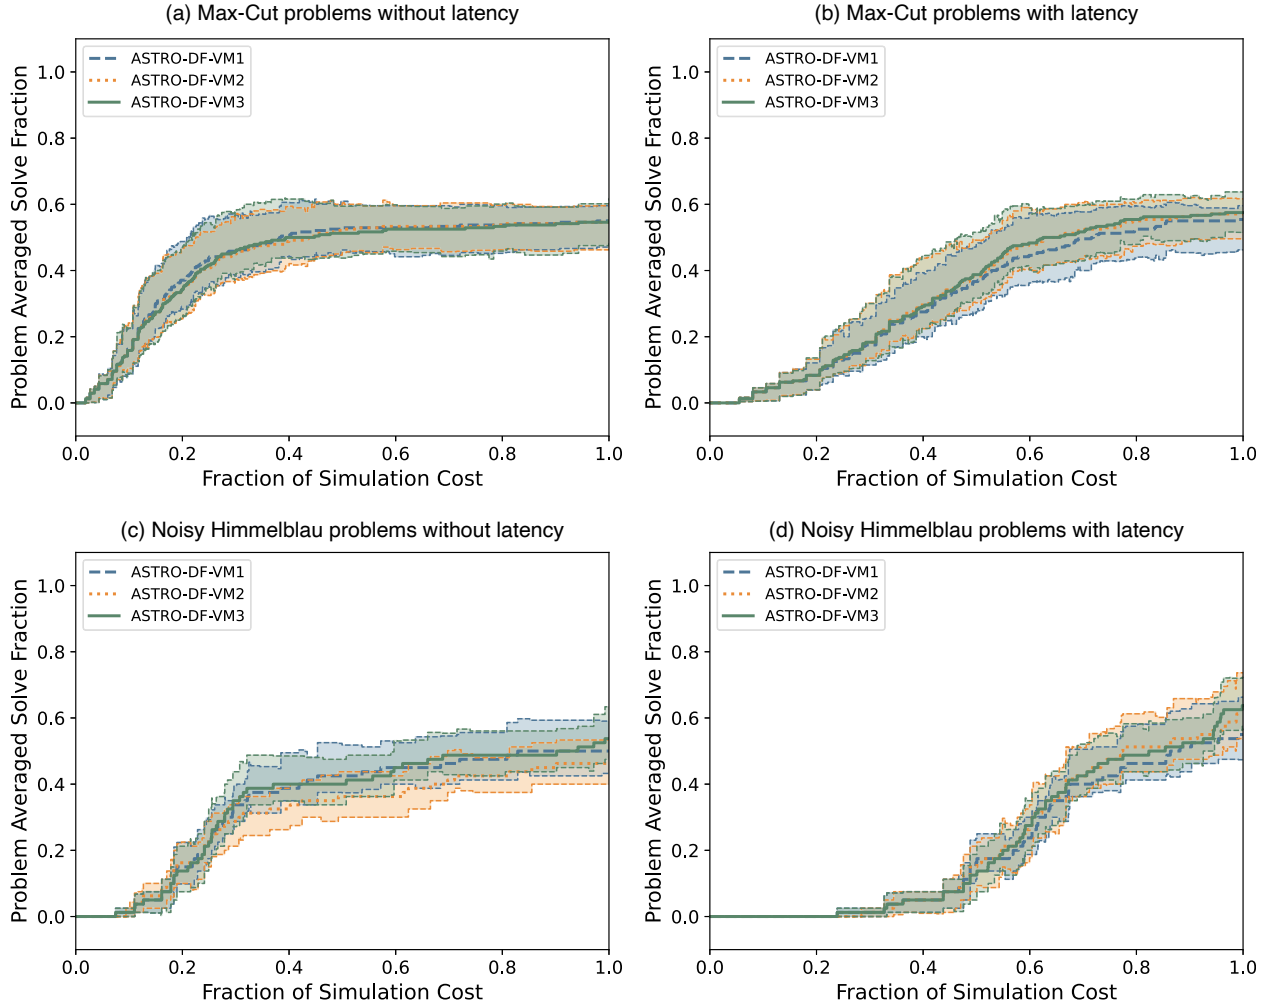 (a) Max-Cut problems without latency
ASTRO-DF-VM1
ASTRO-DF-VM2
ASTRO-DF-VM3
Problem Averaged Solve Fraction
1.0
0.8
0.6
0.4
0.2
0.0
0.0 0.2 0.4 0.6 0.8 1.0
Fraction of Simulation Cost
(b) Max-Cut problems with latency
ASTRO-DF-VM1
ASTRO-DF-VM2
ASTRO-DF-VM3
Problem Averaged Solve Fraction
1.0
0.8
0.6
0.4
0.2
0.0
0.0 0.2 0.4 0.6 0.8 1.0
Fraction of Simulation Cost
(c) Noisy Himmelblau problems without latency
ASTRO-DF-VM1
ASTRO-DF-VM2
ASTRO-DF-VM3
Problem Averaged Solve Fraction
1.0
0.8
0.6
0.4
0.2
0.0
0.0 0.2 0.4 0.6 0.8 1.0
Fraction of Simulation Cost
(d) Noisy Himmelblau problems with latency
ASTRO-DF-VM1
ASTRO-DF-VM2
ASTRO-DF-VM3
Problem Averaged Solve Fraction
1.0
0.8
0.6
0.4
0.2
0.0
0.0 0.2 0.4 0.6 0.8 1.0
Fraction of Simulation Cost